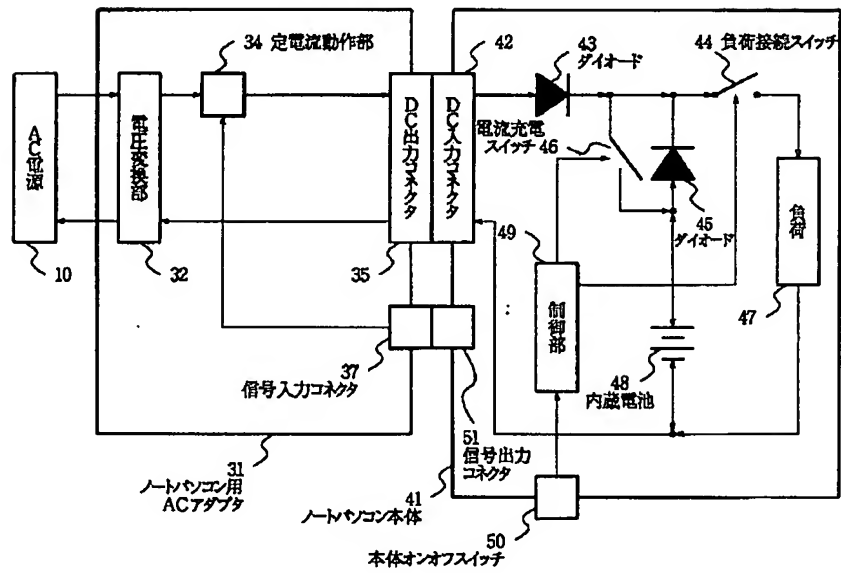 34 定電流動作部
42
43
ダイオード
44 負荷接続スイッチ
AC電源
電圧変換部
DC出力コネクタ
DC入力コネクタ
電流充電
スイッチ 46
45
ダイオード
負荷
10
32
35
49
制御部
47
37
信号入力コネクタ
48
内蔵電池
31
ノートパソコン用
ACアダプタ
51
信号出力
コネクタ
41
ノートパソコン本体
50
本体オンオフスイッチ